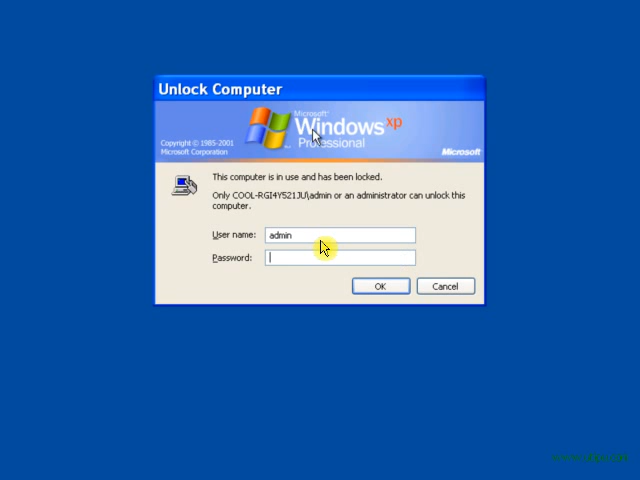 Unlock Computer
Microsoft
Windows xp
Professional
Copyright © 1985-2001
Microsoft Corporation
Microsoft
This computer is in use and has been locked.
Only COOL-RGI4Y521JU\admin or an administrator can unlock this
computer.
User name: admin
Password:
OK Cancel